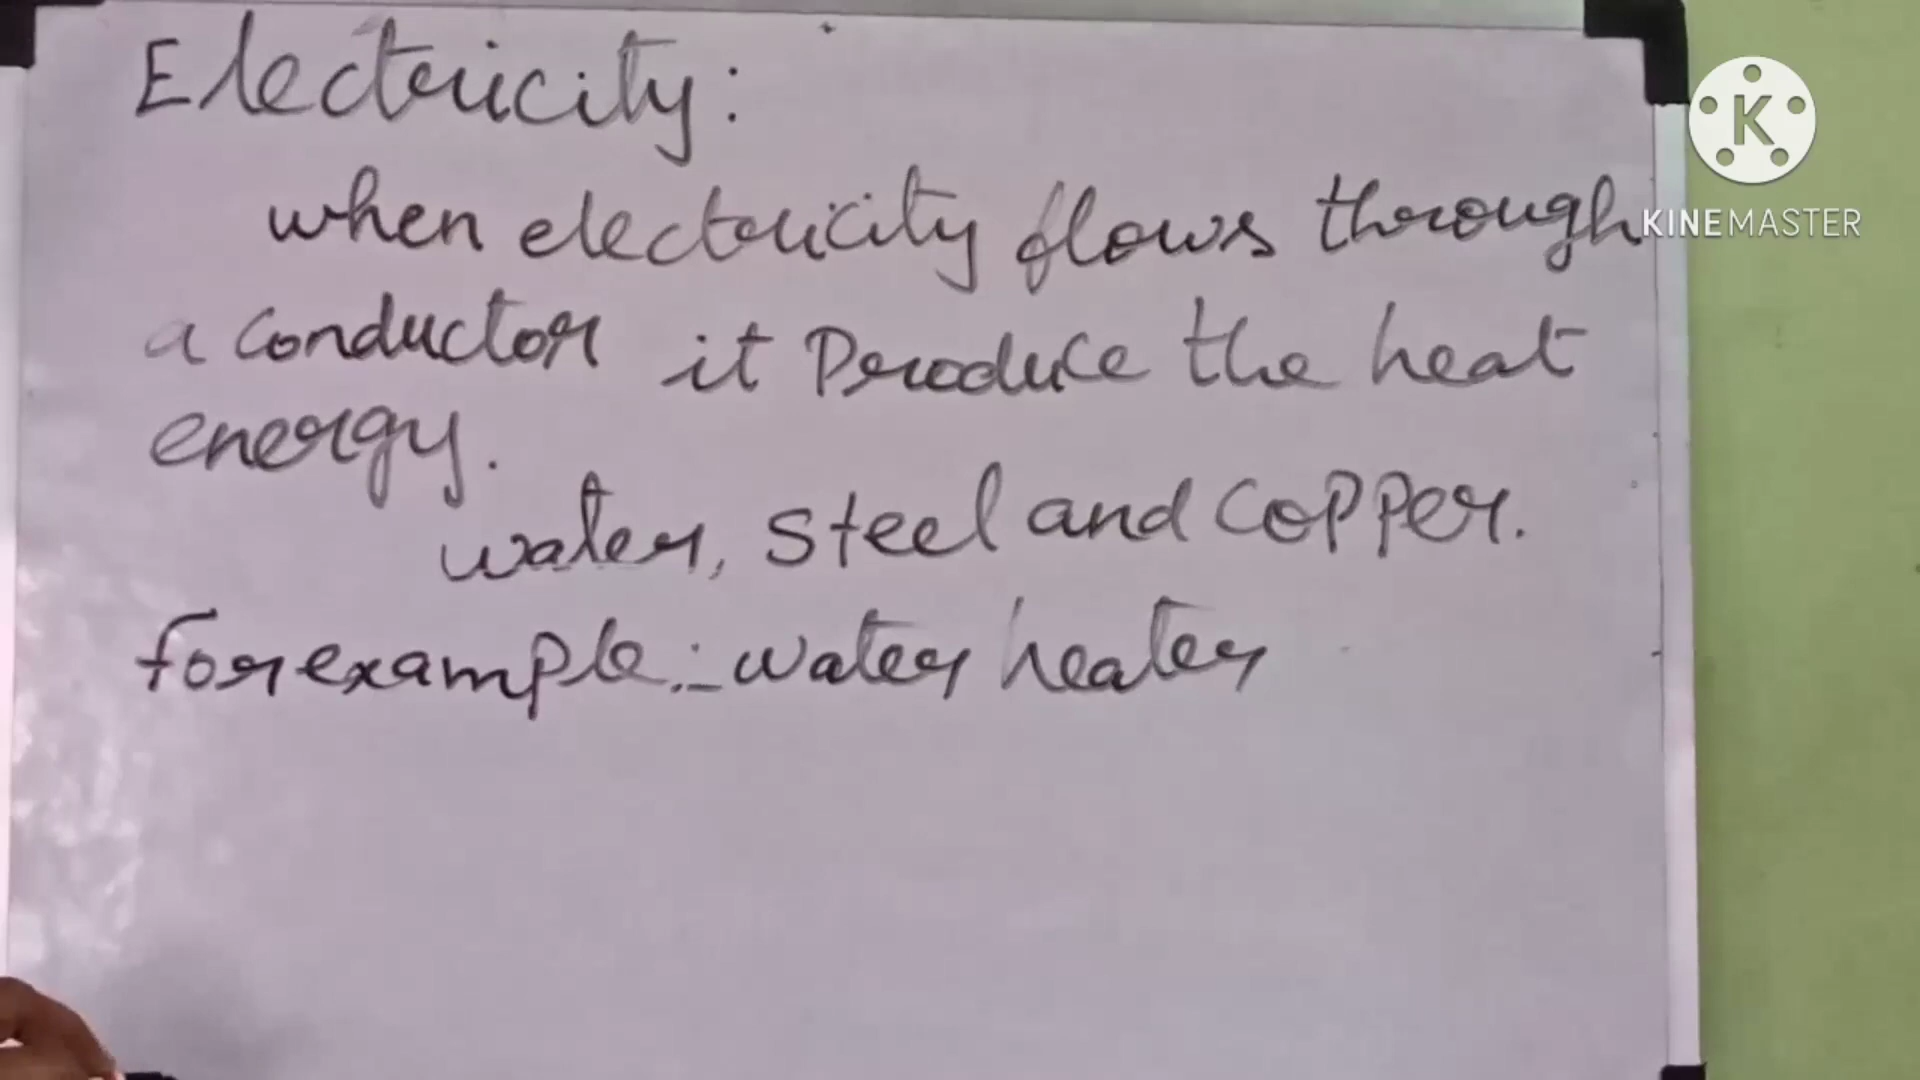 Electricity:
when electricity flows through
a conductor it Produce the heat
energy.
water, steel and copper.
for example:- water heater
K
KINEMASTER